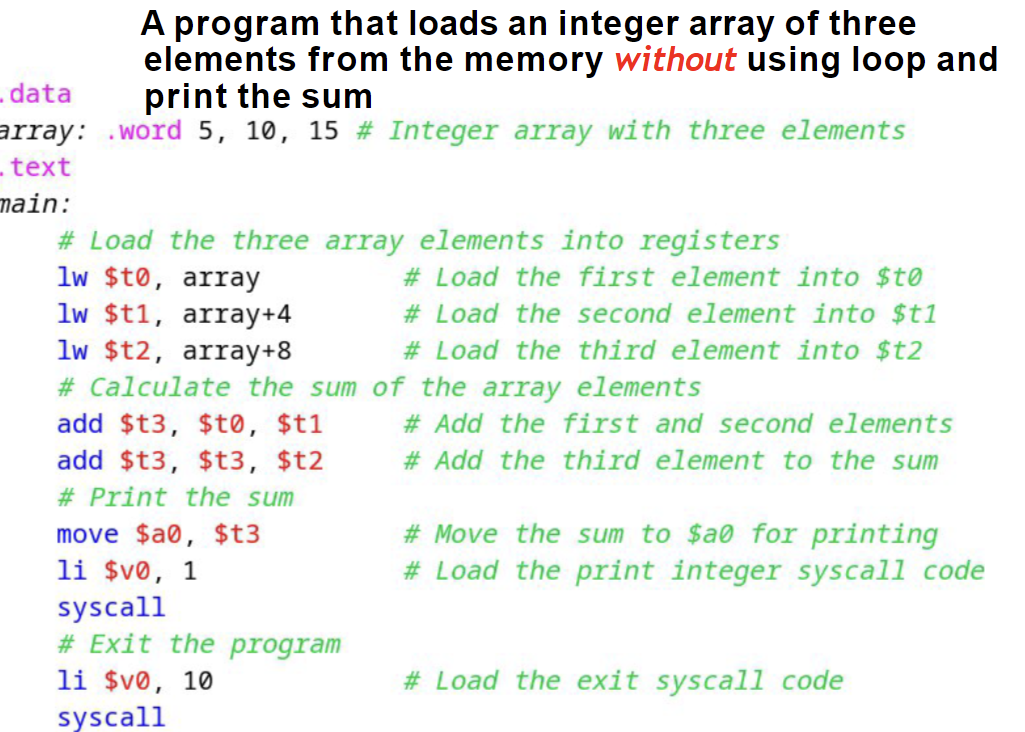 A program that loads an integer array of three
elements from the memory without using loop and
print the sum
.data
array: .word 5, 10, 15 # Integer array with three elements
.text
main:
# Load the three array elements into registers
lw $t0, array # Load the first element into $t0
lw $t1, array+4 # Load the second element into $t1
lw $t2, array+8 # Load the third element into $t2
# Calculate the sum of the array elements
add $t3, $t0, $t1 # Add the first and second elements
add $t3, $t3, $t2 # Add the third element to the sum
# Print the sum
move $a0, $t3 # Move the sum to $a0 for printing
li $v0, 1 # Load the print integer syscall code
syscall
# Exit the program
li $v0, 10 # Load the exit syscall code
syscall